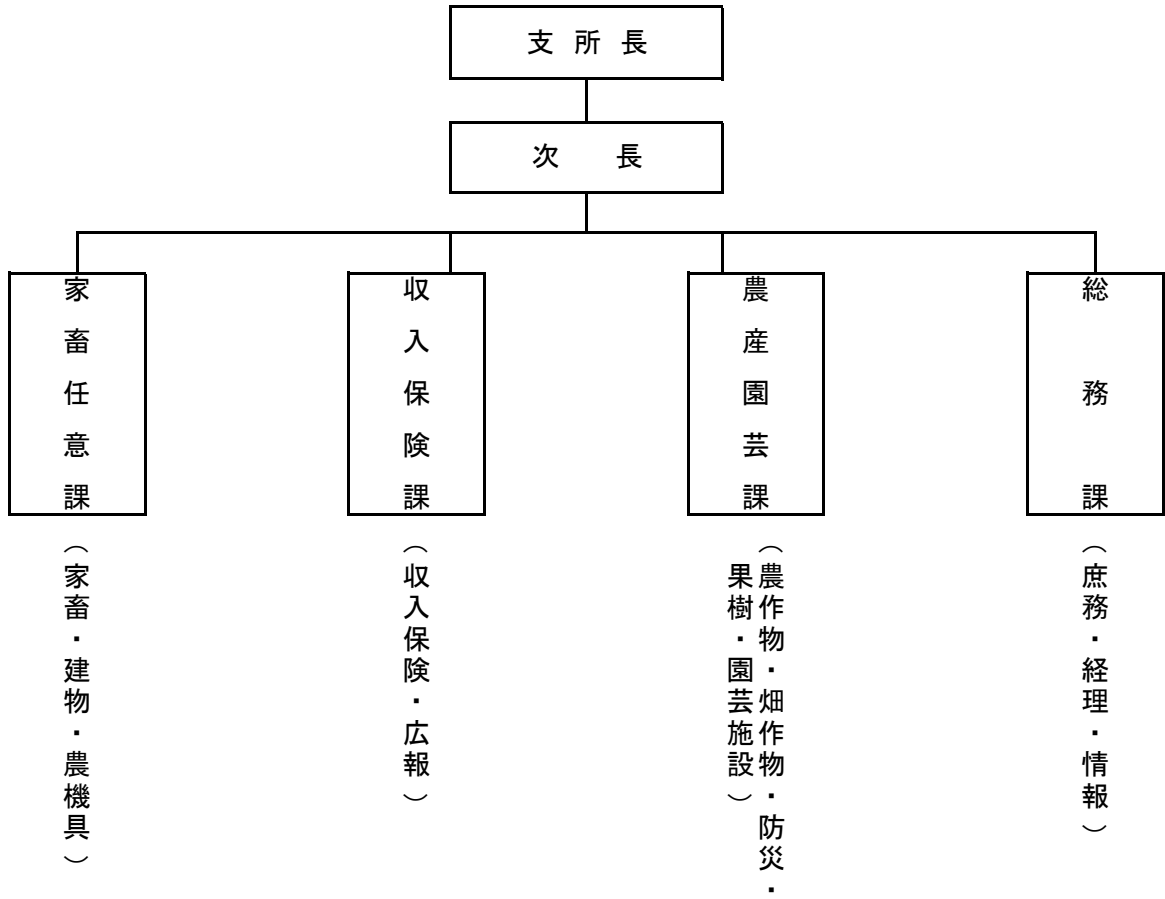 支所長
次長
総務課
（庶務・経理・情報）
農産園芸課
（農作物・畑作物・防災・
果樹・園芸施設）
収入保険課
（収入保険・広報）
家畜任意課
（家畜・建物・農機具）